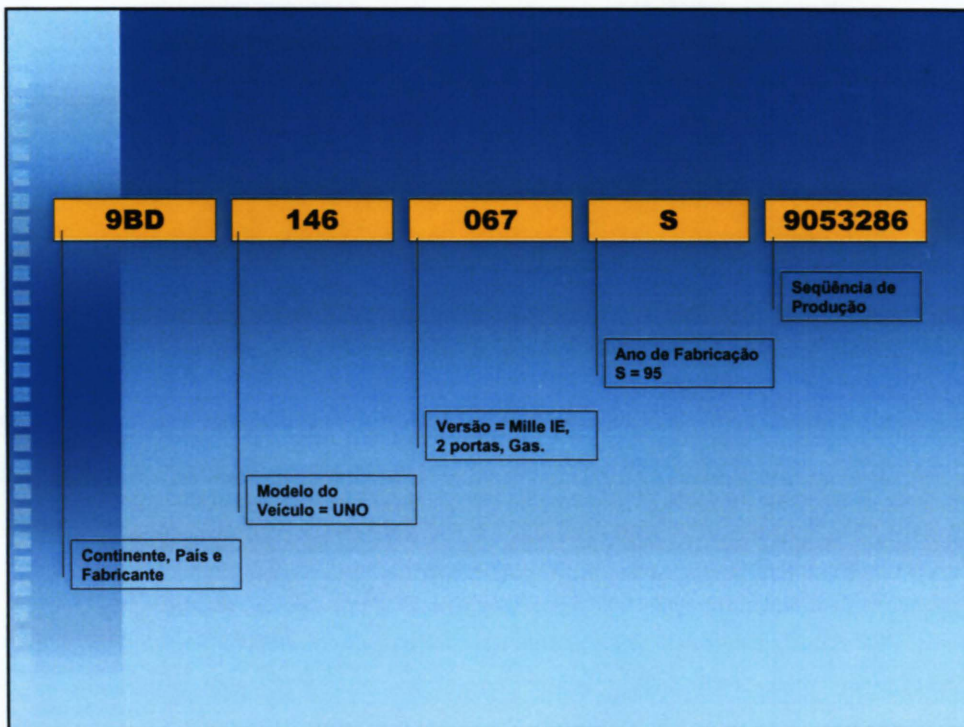 9BD 146 067 S 9053286
Seqüência de
Produção
Ano de Fabricação
S = 95
Versão = Mille IE,
2 portas, Gas.
Modelo do
Veículo = UNO
Continente, País e
Fabricante